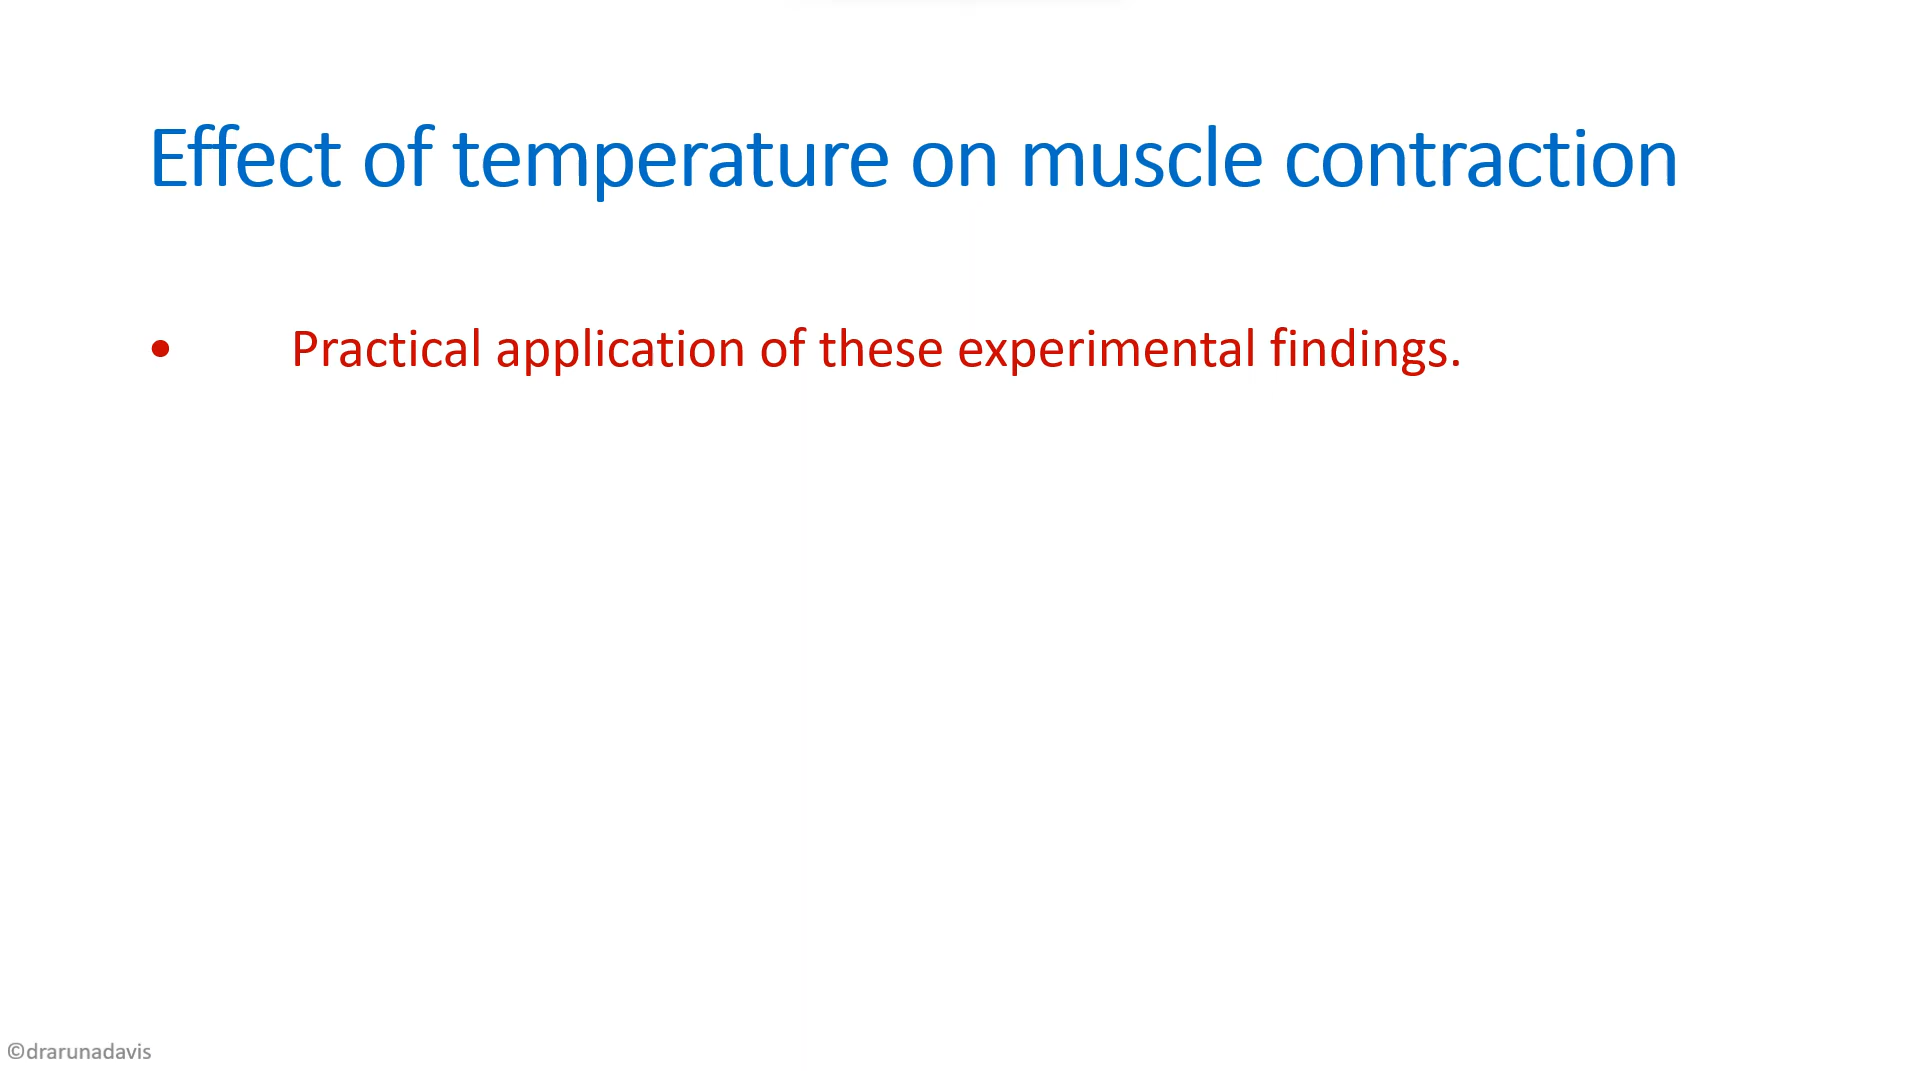 Effect of temperature on muscle contraction
• Practical application of these experimental findings.
©drarunadavis